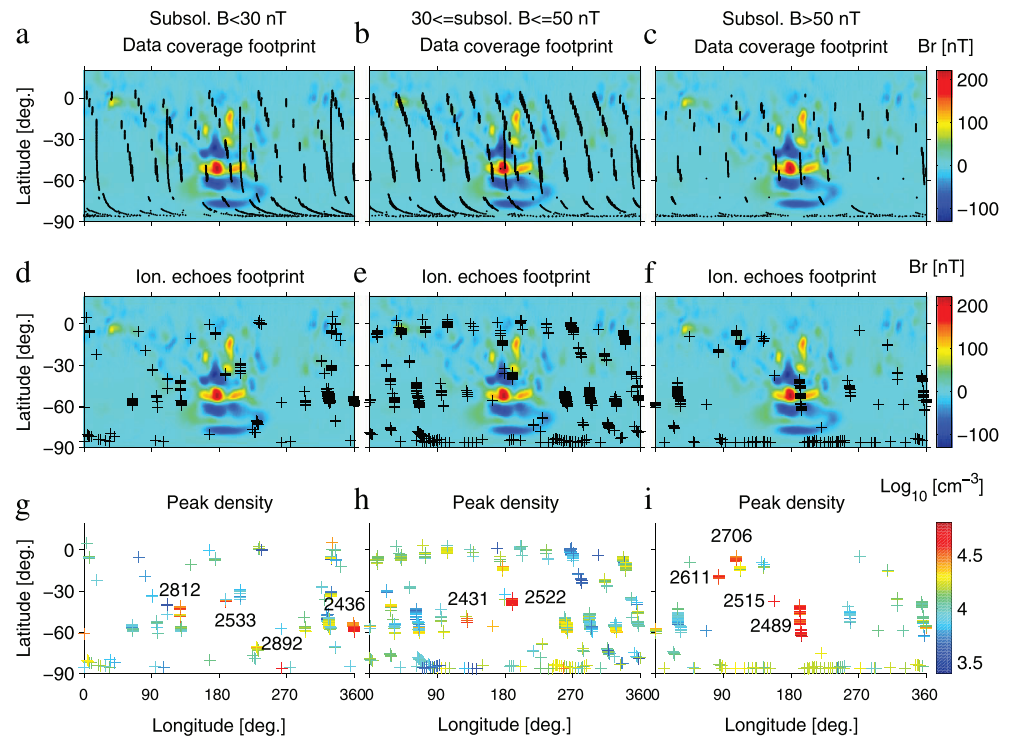 a
Subsol. B<30 nT
Data coverage footprint
b
30<=subsol. B<=50 nT
Data coverage footprint
c
Subsol. B>50 nT
Data coverage footprint
Br [nT]
Latitude [deg.]
0
−30
−60
−90
200
100
0
−100
d
Ion. echoes footprint
e
Ion. echoes footprint
f
Ion. echoes footprint
Br [nT]
Latitude [deg.]
0
−30
−60
−90
200
100
0
−100
g
Peak density
h
Peak density
i
Peak density
Log10 [cm−3]
Latitude [deg.]
0
−30
−60
−90
2812
2533
2436
2892
2431
2522
2706
2611
2515
2489
4.5
4
3.5
0 90 180 270 3600 90 180 270 3600 90 180 270 360
Longitude [deg.]
Longitude [deg.]
Longitude [deg.]